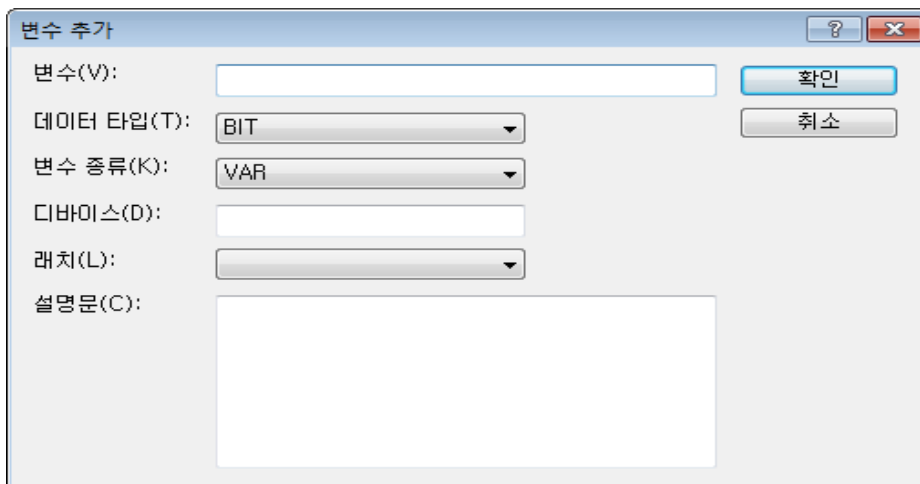 변수 추가
변수(V):
확인
데이터 타입(T): BIT
취소
변수 종류(K): VAR
디바이스(D):
래치(L):
설명문(C):